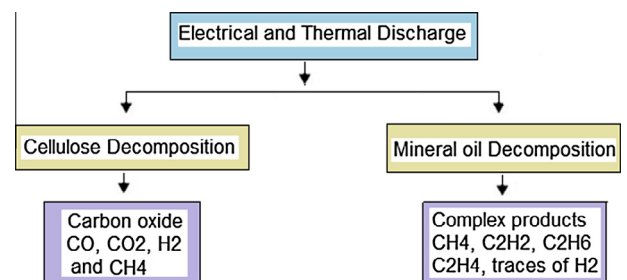 Electrical and Thermal Discharge
Cellulose Decomposition
Mineral oil Decomposition
Carbon oxide
CO, CO2, H2
and CH4
Complex products
CH4, C2H2, C2H6
C2H4, traces of H2